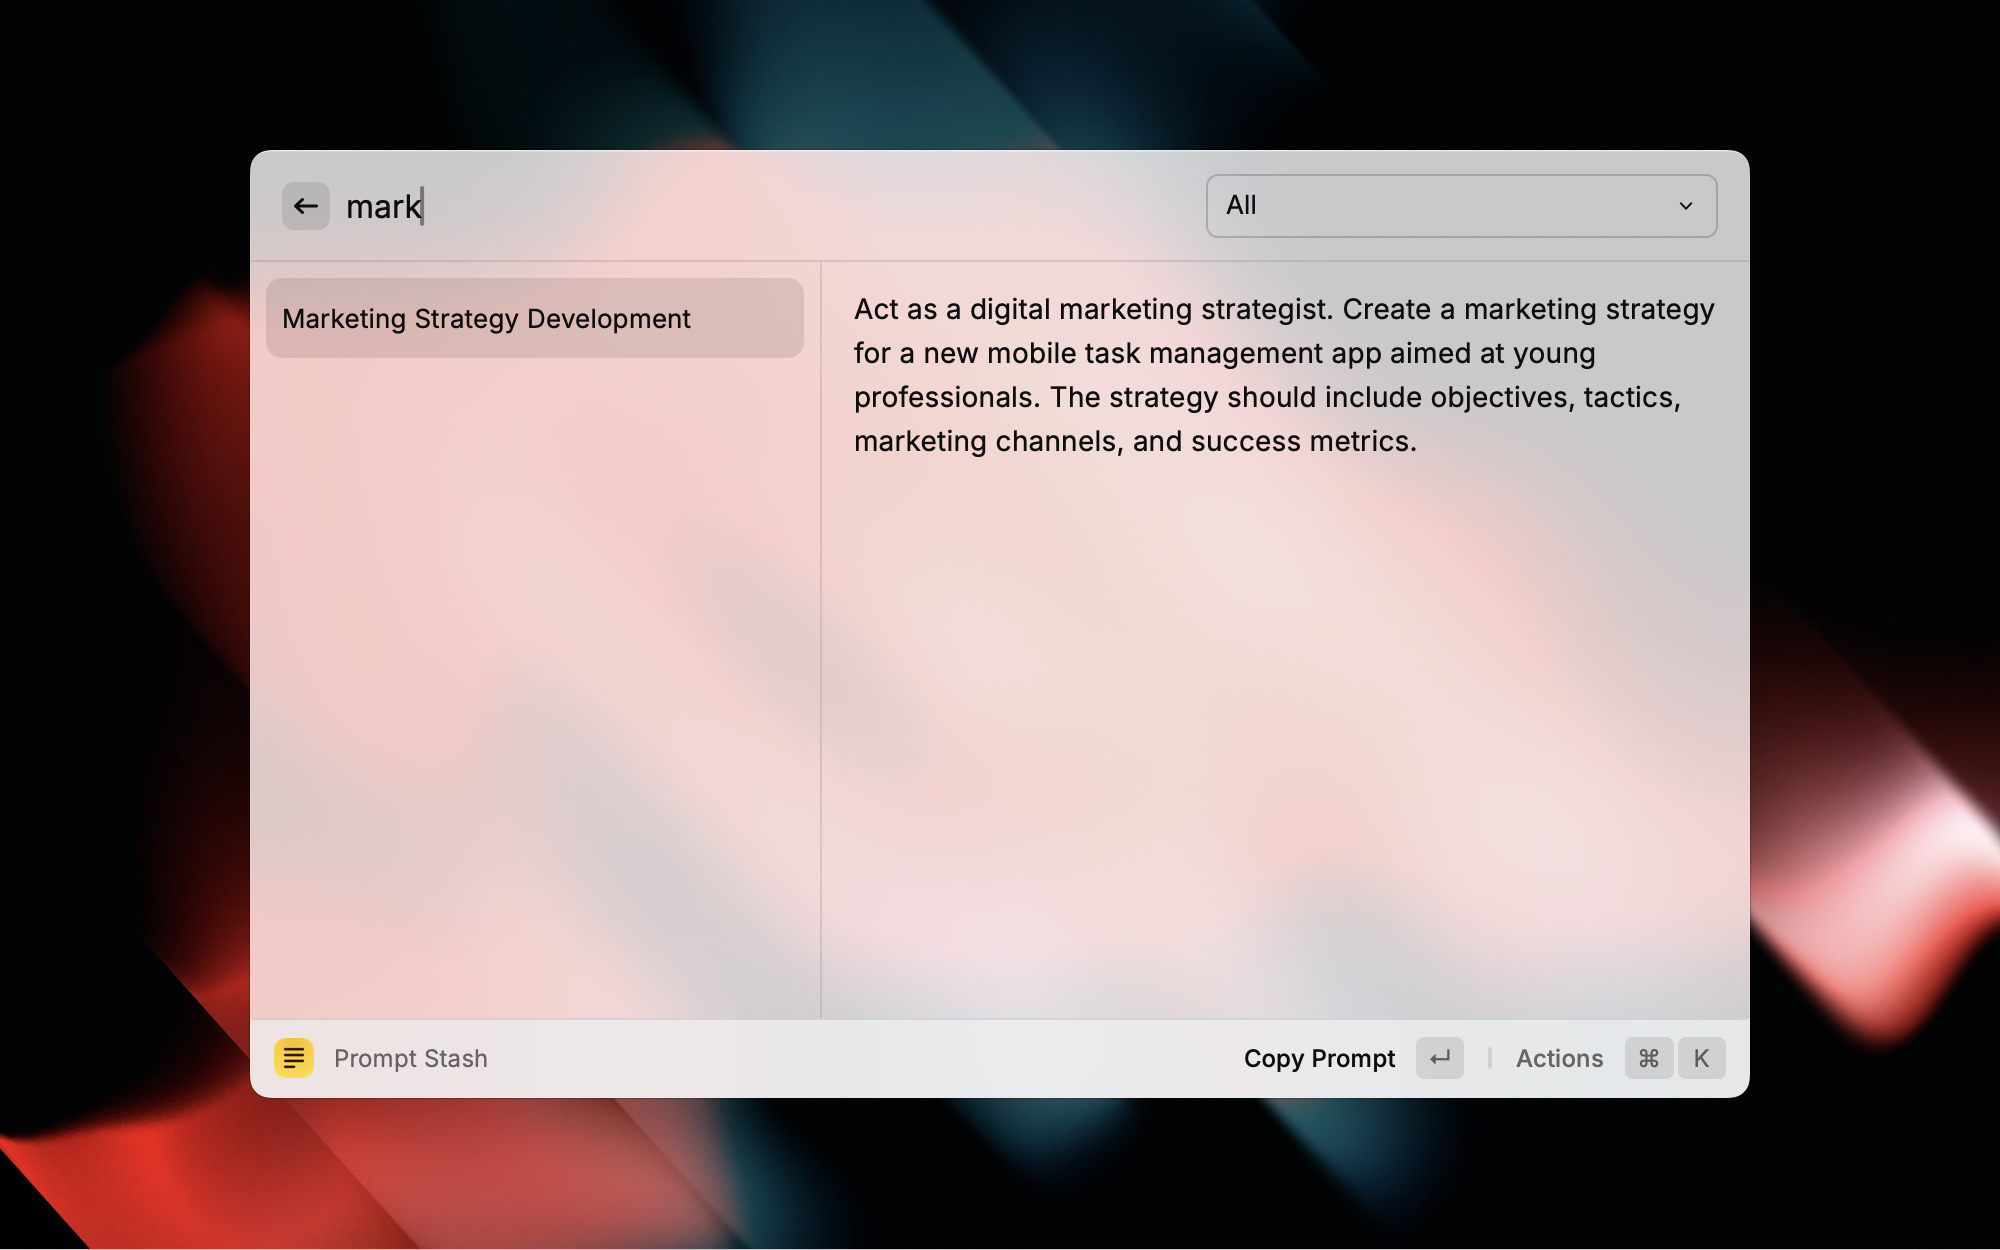 mark
All
Marketing Strategy Development
Act as a digital marketing strategist. Create a marketing strategy
for a new mobile task management app aimed at young
professionals. The strategy should include objectives, tactics,
marketing channels, and success metrics.
Prompt Stash
Copy Prompt ↵
Actions ⌘ K